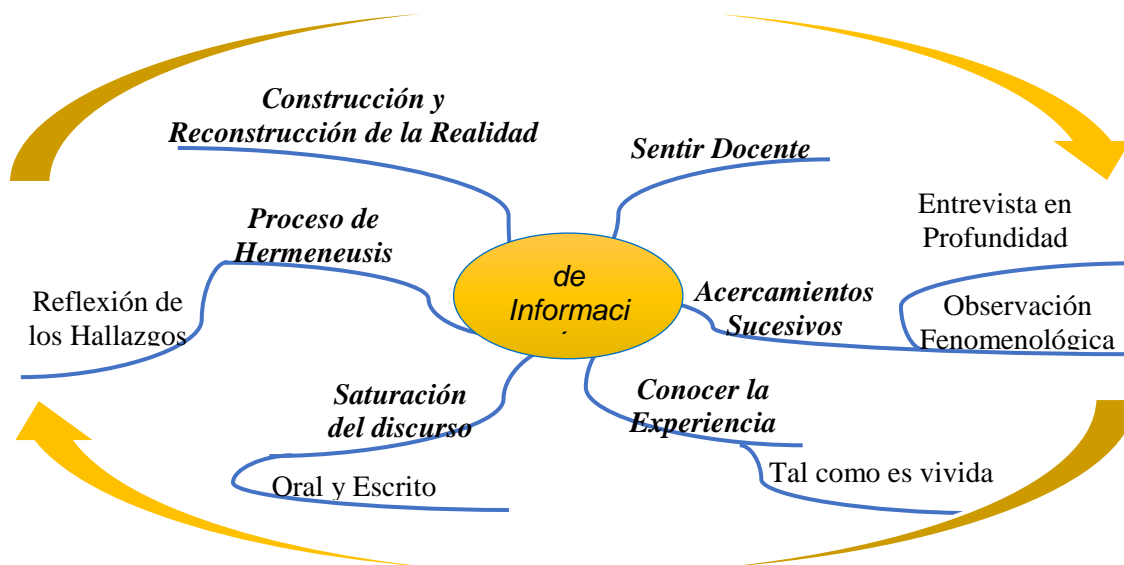 Construcción y
Reconstrucción de la Realidad
Sentir Docente
Entrevista en
Profundidad
Proceso de
Hermeneusis
de
Informaci
Acercamientos
Sucesivos
Reflexión de
los Hallazgos
Observación
Fenomenológica
Saturación
del discurso
Conocer la
Experiencia
Oral y Escrito
Tal como es vivida